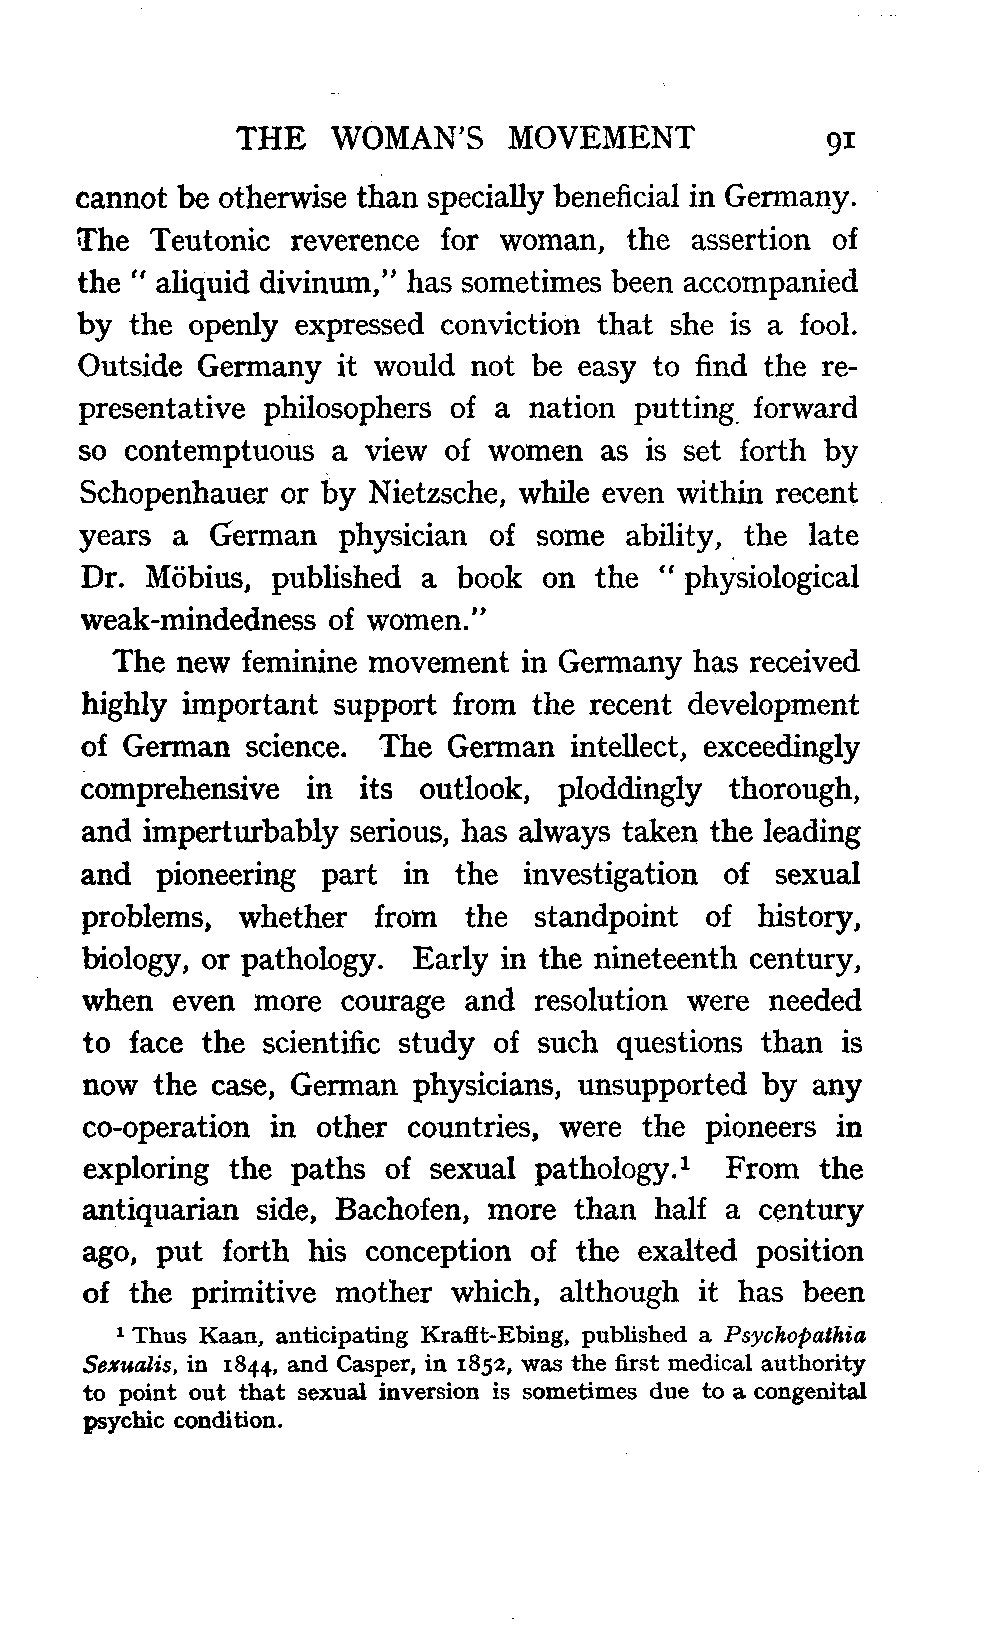 THE WOMAN'S MOVEMENT 91
cannot be otherwise than specially beneficial in Germany.
The Teutonic reverence for woman, the assertion of
the “ aliquid divinum,” has sometimes been accompanied
by the openly expressed conviction that she is a fool.
Outside Germany it would not be easy to find the re-
presentative philosophers of a nation putting forward
so contemptuous a view of women as is set forth by
Schopenhauer or by Nietzsche, while even within recent
years a German physician of some ability, the late
Dr. Möbius, published a book on the “ physiological
weak-mindedness of women.”
The new feminine movement in Germany has received
highly important support from the recent development
of German science. The German intellect, exceedingly
comprehensive in its outlook, ploddingly thorough,
and imperturbably serious, has always taken the leading
and pioneering part in the investigation of sexual
problems, whether from the standpoint of history,
biology, or pathology. Early in the nineteenth century,
when even more courage and resolution were needed
to face the scientific study of such questions than is
now the case, German physicians, unsupported by any
co-operation in other countries, were the pioneers in
exploring the paths of sexual pathology.¹ From the
antiquarian side, Bachofen, more than half a century
ago, put forth his conception of the exalted position
of the primitive mother which, although it has been
¹ Thus Kaan, anticipating Krafft-Ebing, published a Psychopathia
Sexualis, in 1844, and Casper, in 1852, was the first medical authority
to point out that sexual inversion is sometimes due to a congenital
psychic condition.